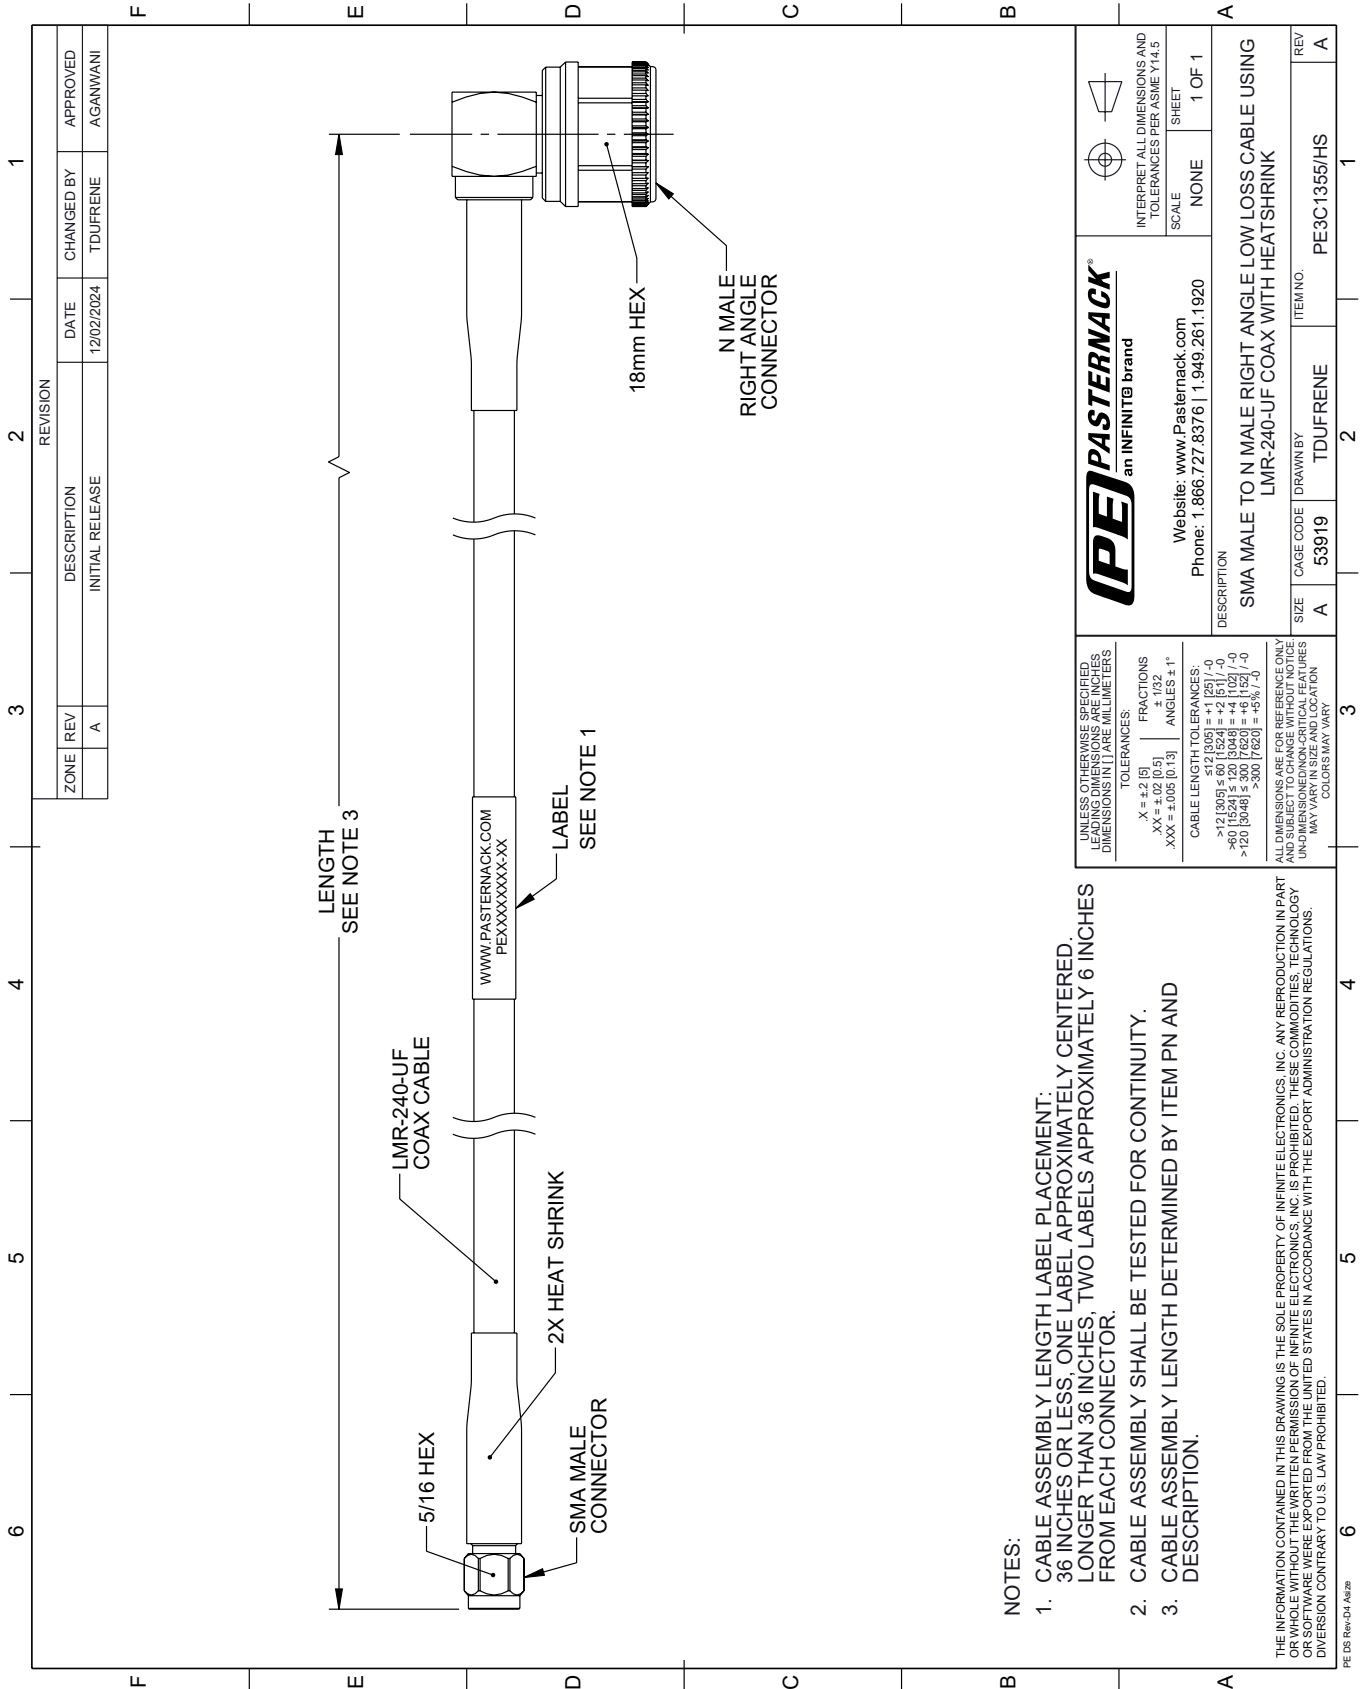 6
5
4
3
2
1
F
E
D
C
B
A
REVISION
ZONE REV DESCRIPTION DATE CHANGED BY APPROVED
A INITIAL RELEASE 12/02/2024 TDUFRENE AGANWANI
LENGTH
SEE NOTE 3
5/16 HEX
LMR-240-UF
COAX CABLE
WWW.PASTERNACK.COM
PEXXXXXXXX-XX
LABEL
SEE NOTE 1
2X HEAT SHRINK
SMA MALE
CONNECTOR
18mm HEX
N MALE
RIGHT ANGLE
CONNECTOR
NOTES:
1. CABLE ASSEMBLY LENGTH LABEL PLACEMENT:
36 INCHES OR LESS, ONE LABEL APPROXIMATELY CENTERED.
LONGER THAN 36 INCHES, TWO LABELS APPROXIMATELY 6 INCHES
FROM EACH CONNECTOR.
2. CABLE ASSEMBLY SHALL BE TESTED FOR CONTINUITY.
3. CABLE ASSEMBLY LENGTH DETERMINED BY ITEM PN AND
DESCRIPTION.
THE INFORMATION CONTAINED IN THIS DRAWING IS THE SOLE PROPERTY OF INFINITE ELECTRONICS, INC. ANY REPRODUCTION IN PART
OR WHOLE WITHOUT THE WRITTEN PERMISSION OF INFINITE ELECTRONICS, INC. IS PROHIBITED. THESE COMMODITIES, TECHNOLOGY
OR SOFTWARE WERE EXPORTED FROM THE UNITED STATES IN ACCORDANCE WITH THE EXPORT ADMINISTRATION REGULATIONS.
DIVERSION CONTRARY TO U.S. LAW PROHIBITED.
UNLESS OTHERWISE SPECIFIED
LEADING DIMENSIONS ARE INCHES
DIMENSIONS IN [ ] ARE MILLIMETERS
TOLERANCES:
.X = ±.2 [5] FRACTIONS
.XX = ±.02 [0.5] ± 1/32
.XXX = ±.005 [0.13] ANGLES ± 1°
CABLE LENGTH TOLERANCES:
≤12 [305] = +1 [25] / -0
>12 [305] ≤ 60 [1524] = +2 [51] / -0
>60 [1524] ≤ 120 [3048] = +4 [102] / -0
>120 [3048] ≤ 300 [7620] = +6 [152] / -0
>300 [7620] = +5% / -0
ALL DIMENSIONS ARE FOR REFERENCE ONLY
AND SUBJECT TO CHANGE WITHOUT NOTICE.
UN-DIMENSIONED/NON-CRITICAL FEATURES
MAY VARY IN SIZE AND LOCATION
COLORS MAY VARY
PE PASTERNACK®
an INFINIT@ brand
Website: www.Pasternack.com
Phone: 1.866.727.8376 | 1.949.261.1920
INTERPRET ALL DIMENSIONS AND
TOLERANCES PER ASME Y14.5
SCALE NONE
SHEET 1 OF 1
DESCRIPTION
SMA MALE TO N MALE RIGHT ANGLE LOW LOSS CABLE USING
LMR-240-UF COAX WITH HEATSHRINK
SIZE CAGE CODE DRAWN BY ITEM NO. REV
A 53919 TDUFRENE PE3C1355/HS A
F
E
D
C
B
A
6
5
4
3
2
1
PE DS Rev-D4 Asize